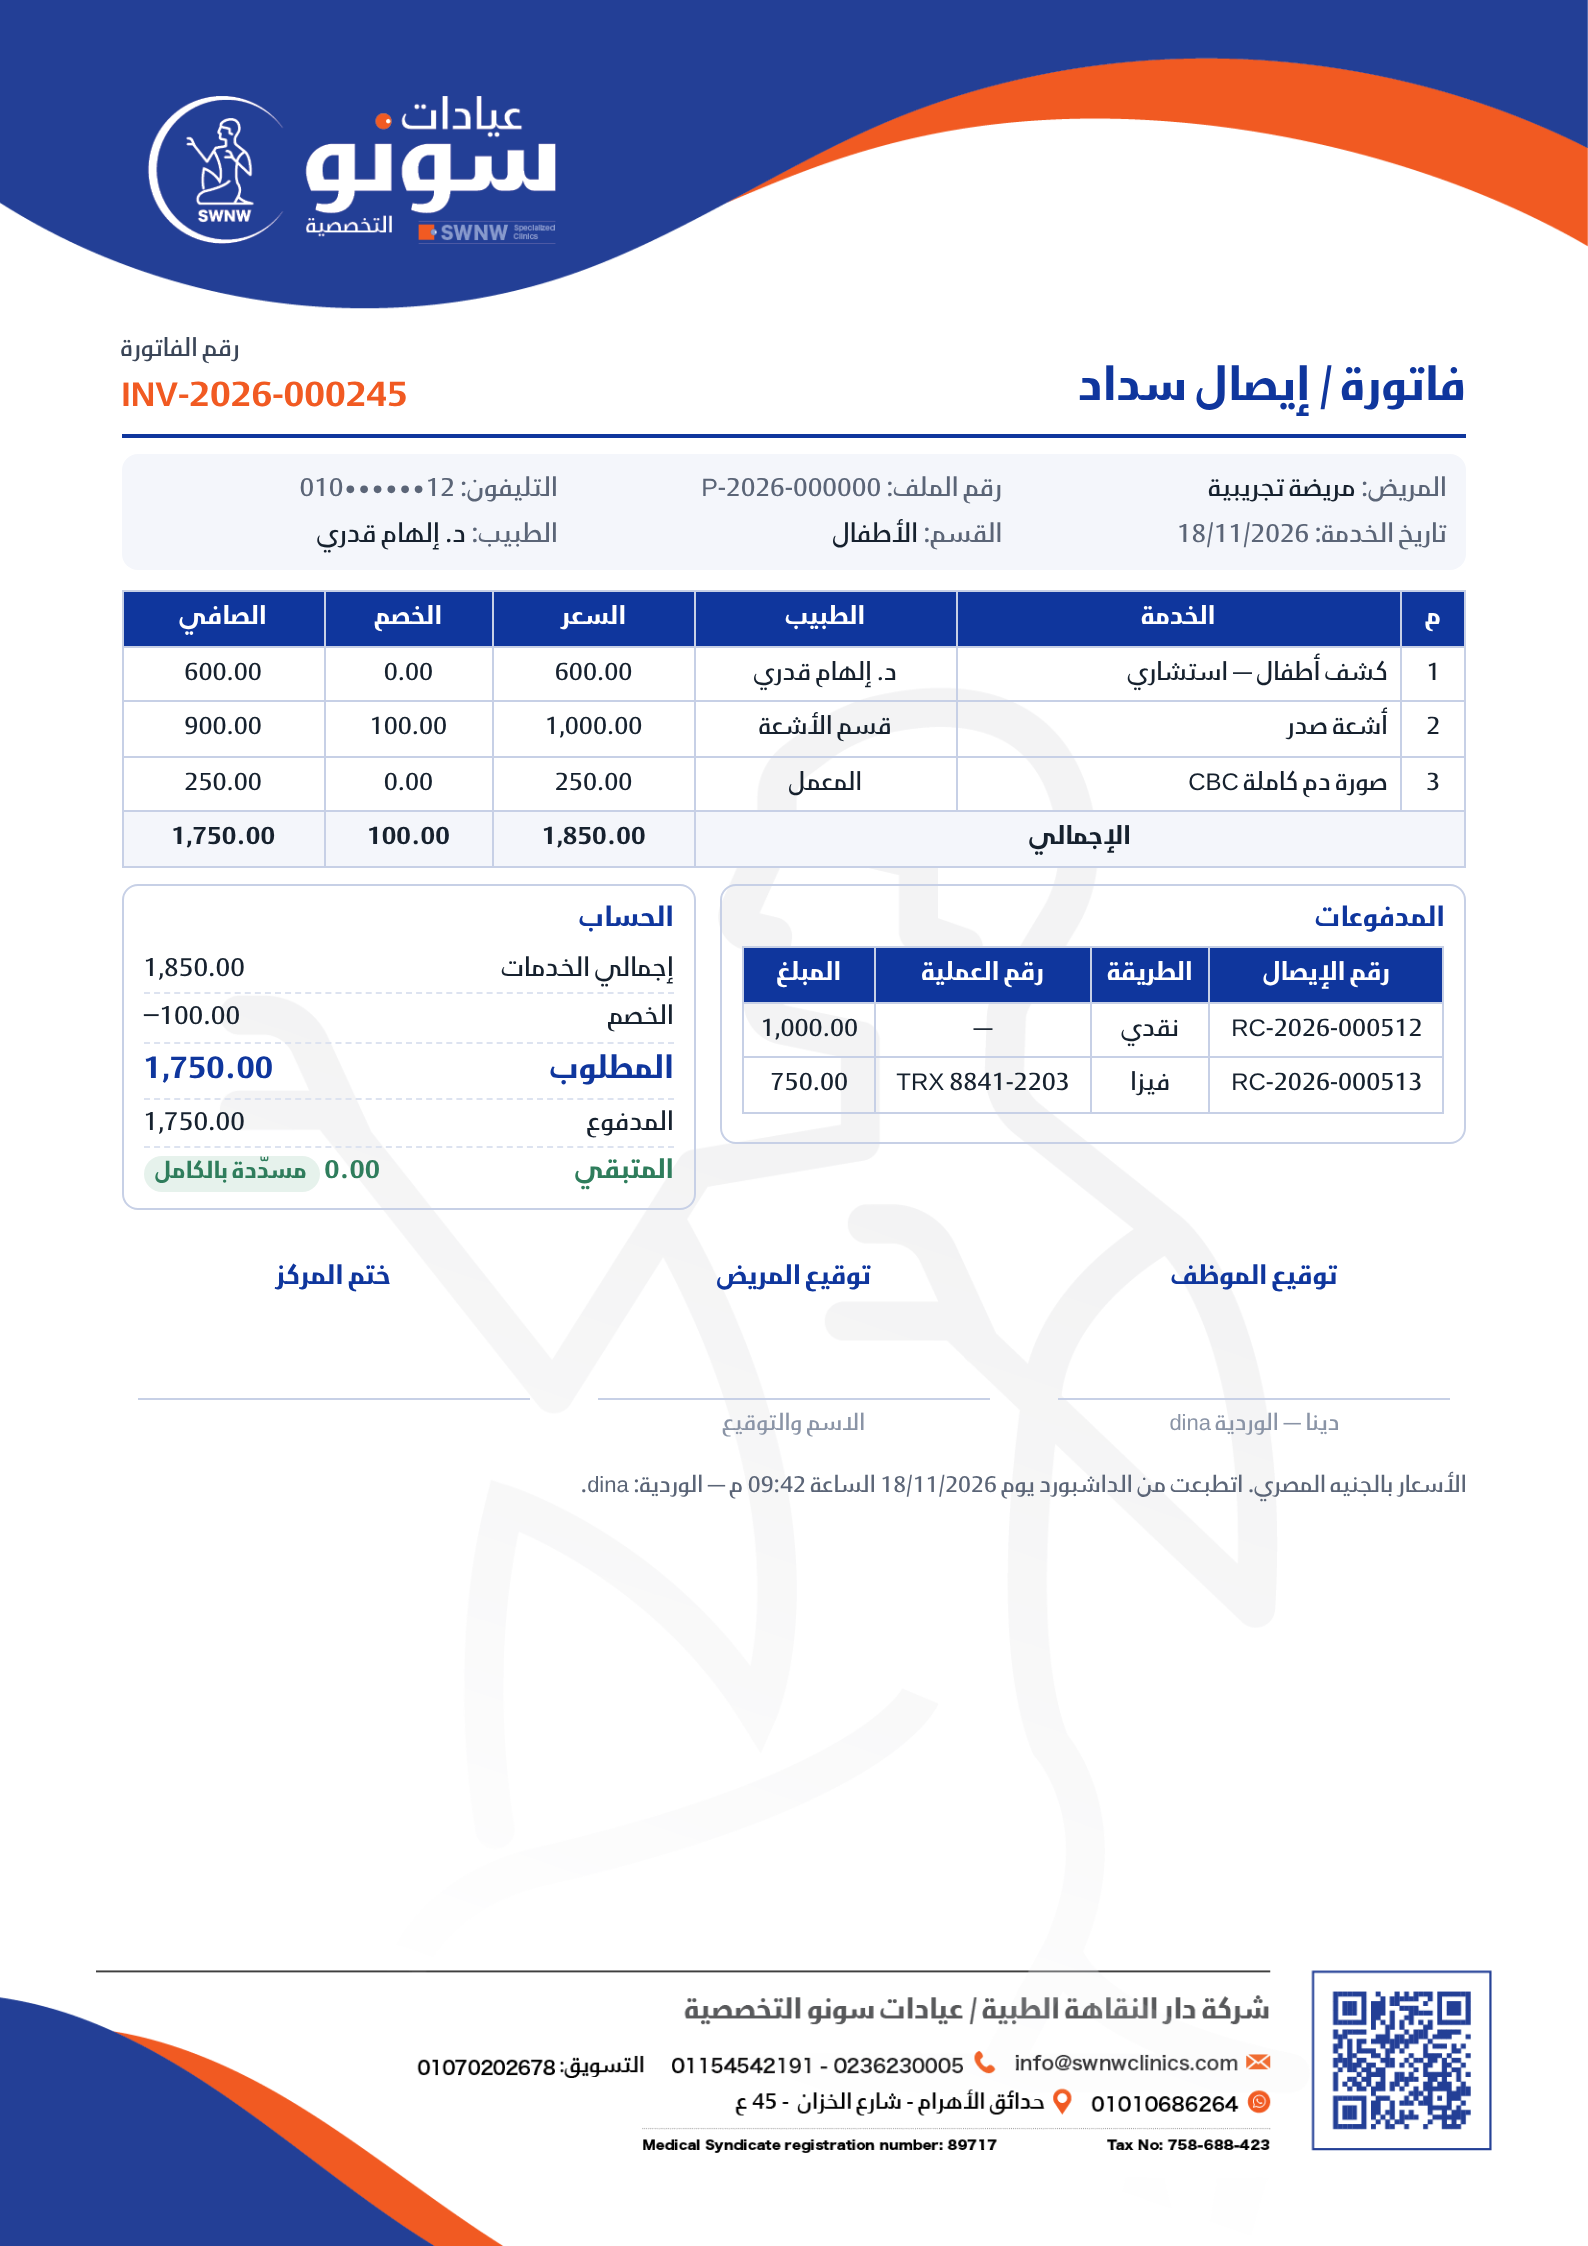 عيادات
سونو
التخصصية
SWNW Specialized Clinics
SWNW
رقم الفاتورة
فاتورة / إيصال سداد
INV-2026-000245
المريض: مريضة تجريبية رقم الملف: P-2026-000000 التليفون: 010••••••12
تاريخ الخدمة: 18/11/2026 القسم: الأطفال الطبيب: د. إلهام قدري
م الخدمة الطبيب السعر الخصم الصافي
1 كشف أطفال — استشاري د. إلهام قدري 600.00 0.00 600.00
2 أشعة صدر قسم الأشعة 1,000.00 100.00 900.00
3 صورة دم كاملة CBC المعمل 250.00 0.00 250.00
الإجمالي 1,850.00 100.00 1,750.00
المدفوعات
رقم الإيصال الطريقة رقم العملية المبلغ
RC-2026-000512 نقدي — 1,000.00
RC-2026-000513 فيزا TRX 8841-2203 750.00
الحساب
إجمالي الخدمات 1,850.00
الخصم –100.00
المطلوب 1,750.00
المدفوع 1,750.00
المتبقي 0.00 مسدّدة بالكامل
توقيع الموظف توقيع المريض ختم المركز
دينا — الوردية dina الاسم والتوقيع
الأسعار بالجنيه المصري. اتطبعت من الداشبورد يوم 18/11/2026 الساعة 09:42 م — الوردية: dina.
شركة دار النقاهة الطبية / عيادات سونو التخصصية
info@swnwclinics.com 01154542191 - 0236230005 التسويق: 01070202678
01010686264 حدائق الأهرام - شارع الخزان - 45 ع
Medical Syndicate registration number: 89717 Tax No: 758-688-423